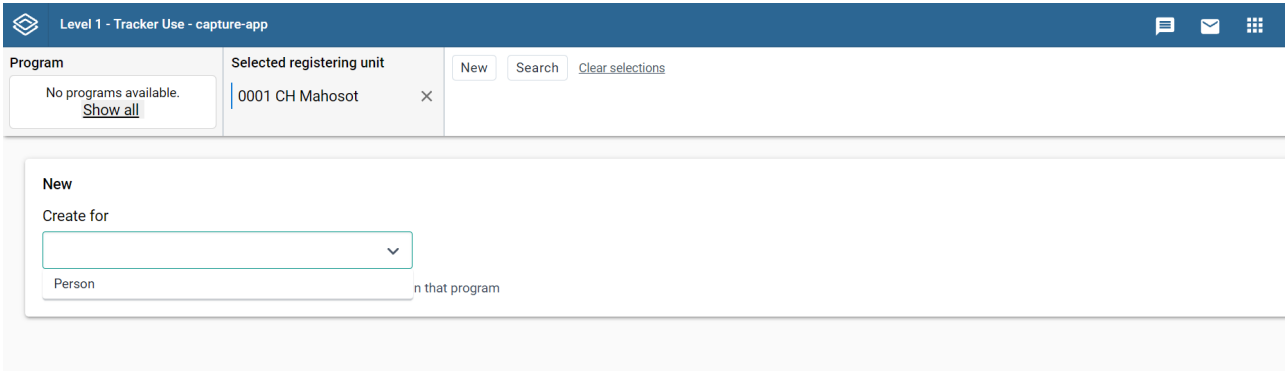 Level 1 - Tracker Use - capture-app
Program
No programs available.
Show all
Selected registering unit
0001 CH Mahosot
New
Search
Clear selections
New
Create for
Person
n that program